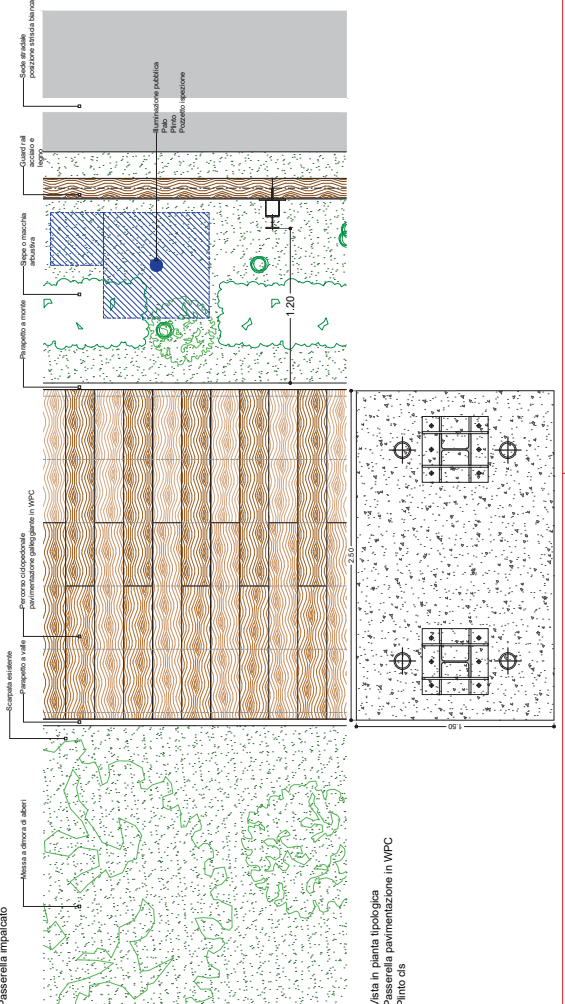 Passerella impalcato
Messa a dimora di alberi
Scarpata esitente
Parapetto a valle
Percorso ciclopedonale
pavimentazione galleggiante in WPC
Parapetto a monte
Siepe o macchia
arbustiva
Guard rail
acciaio e
legno
Sede stradale
posizione striscia bianca
Illuminazione pubblica
Palo
Plinto
Pozzetto ispezione
1.20
2.50
1.50
Vista in pianta tipologica
Passerella pavimentazione in WPC
Plinto cls